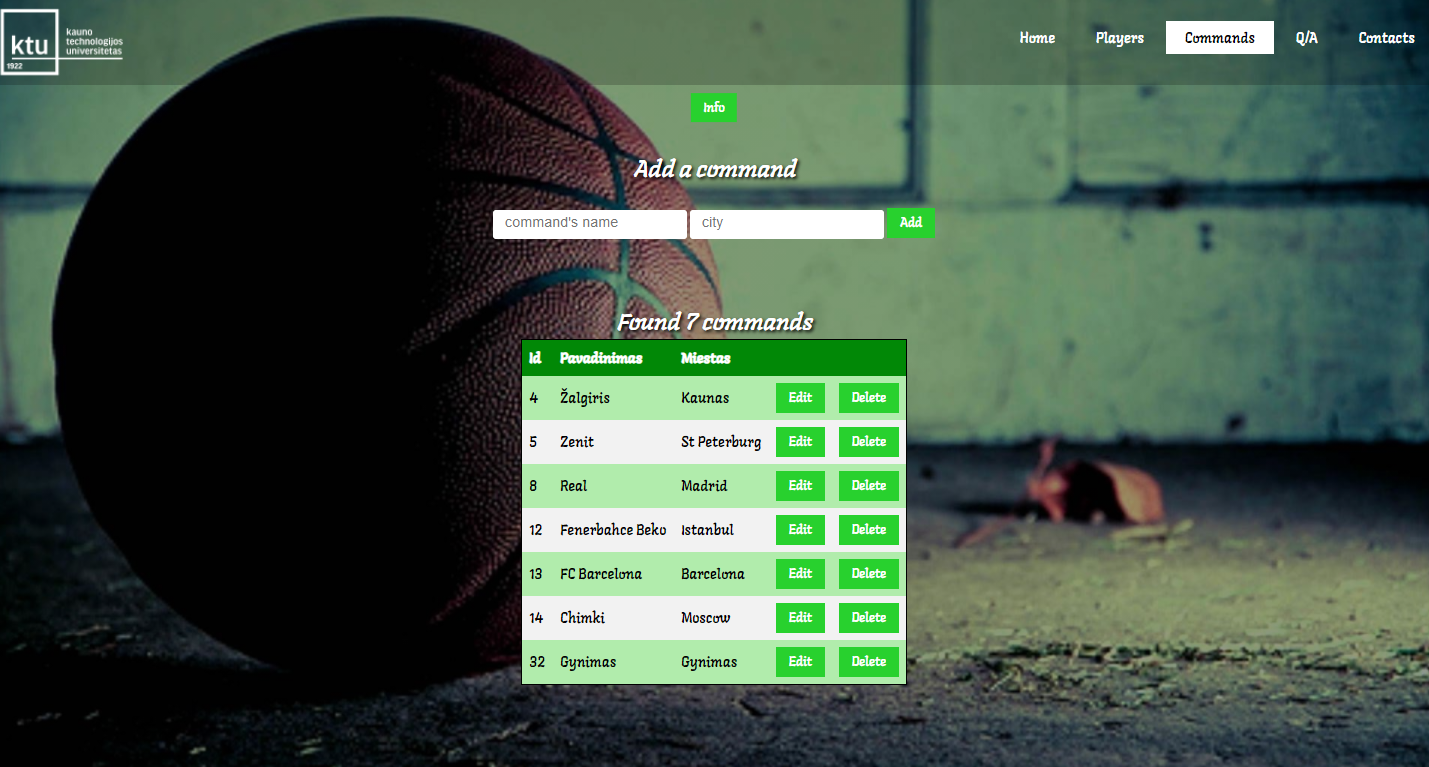 ktu
1922
kauno
technologijos
universitetas
Home Players Commands Q/A Contacts
Info
Add a command
command's name city Add
Found 7 commands
Id Pavadinimas Miestas
4 Žalgiris Kaunas Edit Delete
5 Zenit St Peterburg Edit Delete
8 Real Madrid Edit Delete
12 Fenerbahce Beko Istanbul Edit Delete
13 FC Barcelona Barcelona Edit Delete
14 Chimki Moscow Edit Delete
32 Gynimas Gynimas Edit Delete